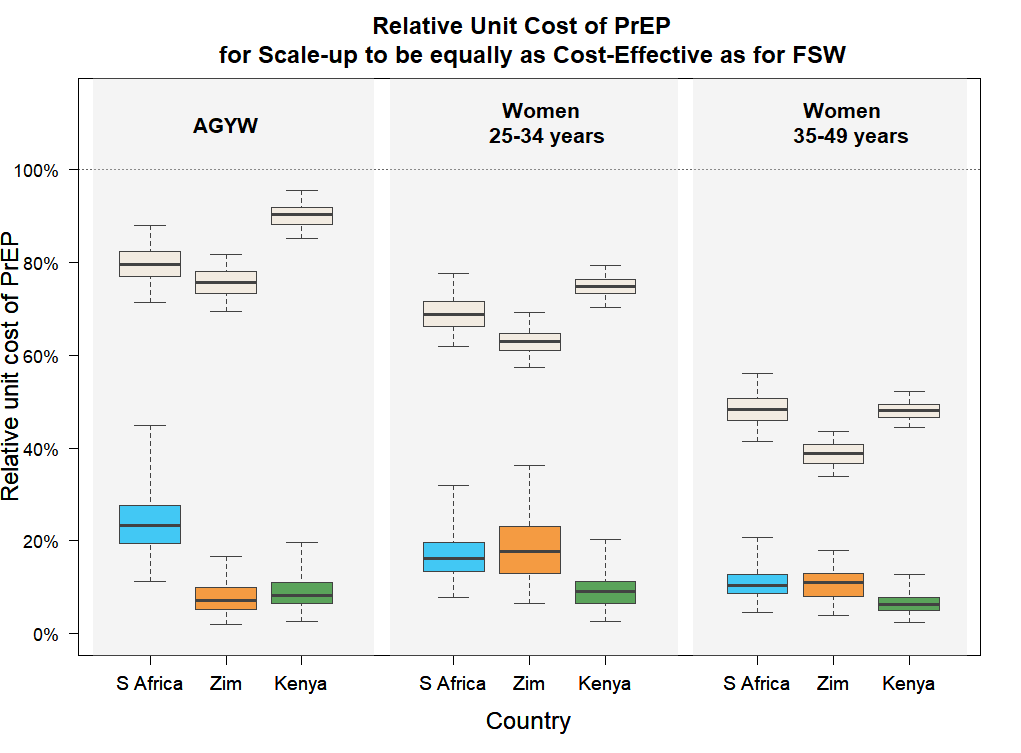 Relative Unit Cost of PrEP
for Scale-up to be equally as Cost-Effective as for FSW
AGYW
Women
25-34 years
Women
35-49 years
Relative unit cost of PrEP
100%
80%
60%
40%
20%
0%
S Africa Zim Kenya S Africa Zim Kenya S Africa Zim Kenya
Country